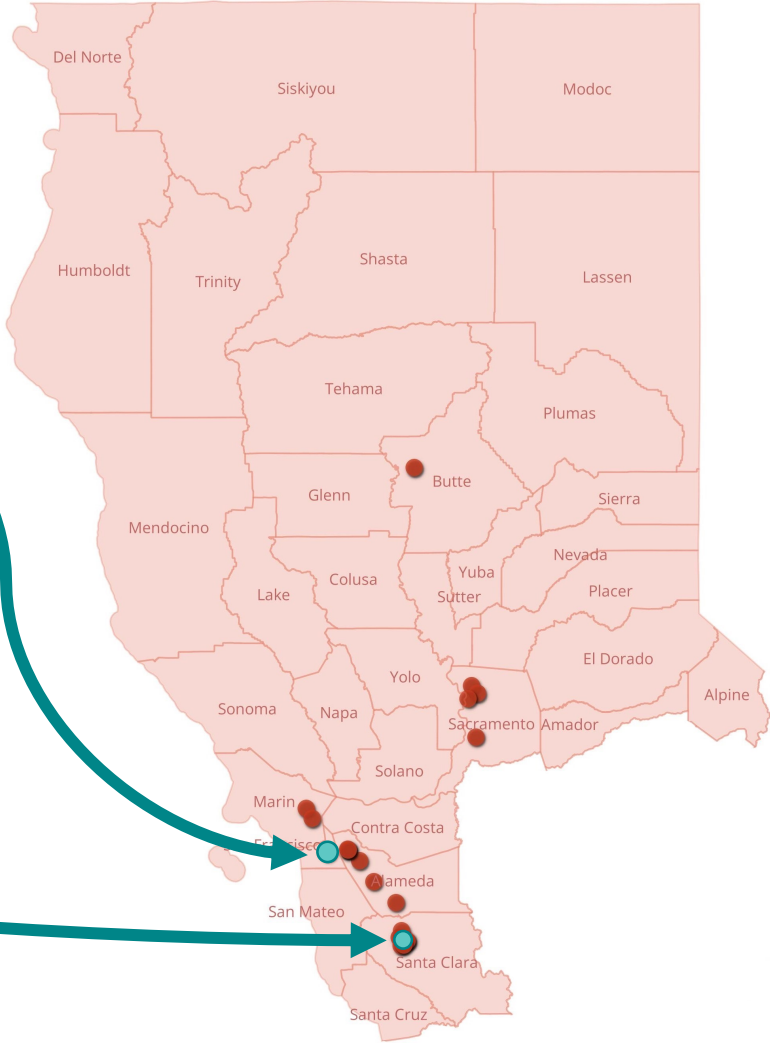 Del Norte
Siskiyou
Modoc
Humboldt
Trinity
Shasta
Lassen
Tehama
Plumas
Glenn
Butte
Sierra
Mendocino
Lake
Colusa
Yuba
Sutter
Nevada
Placer
El Dorado
Sonoma
Napa
Yolo
Sacramento
Amador
Alpine
Solano
Marin
Contra Costa
San Francisco
Alameda
San Mateo
Santa Clara
Santa Cruz